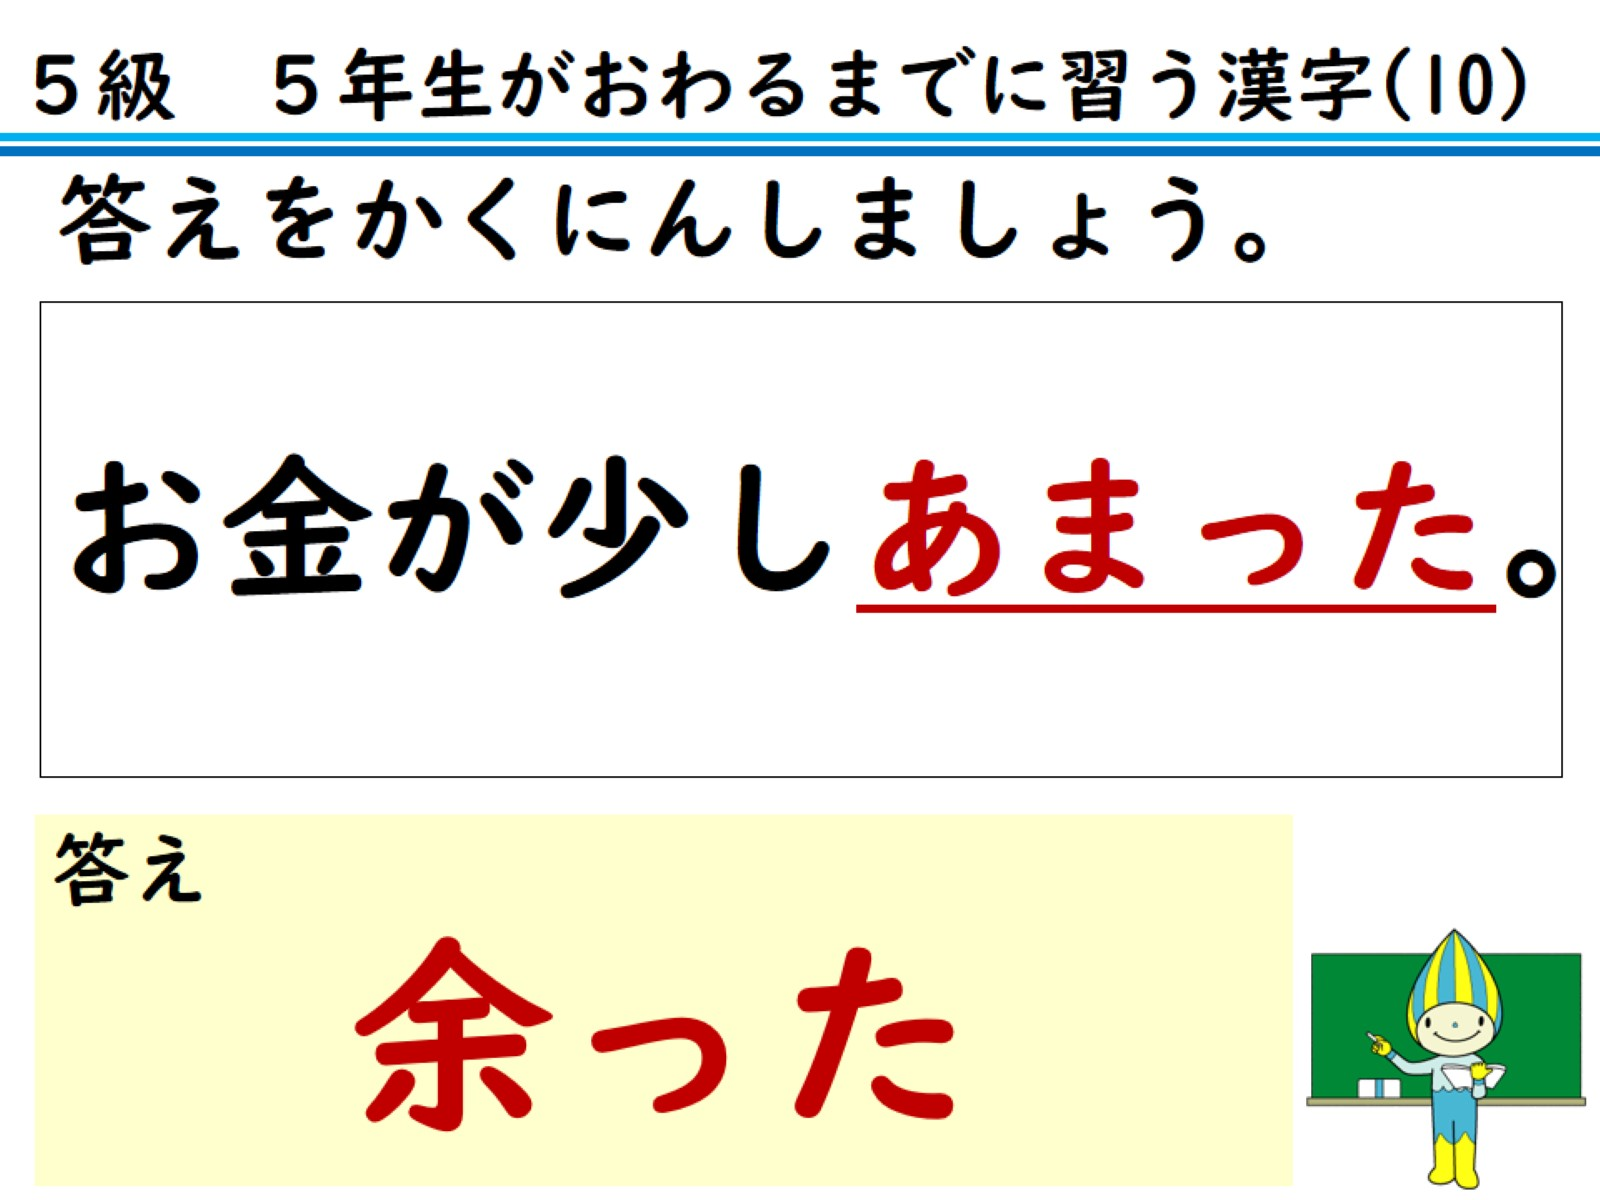 ５級　５年生がおわるまでに習う漢字(10)
答えをかくにんしましょう。
お金が少しあまった。
答え
余った